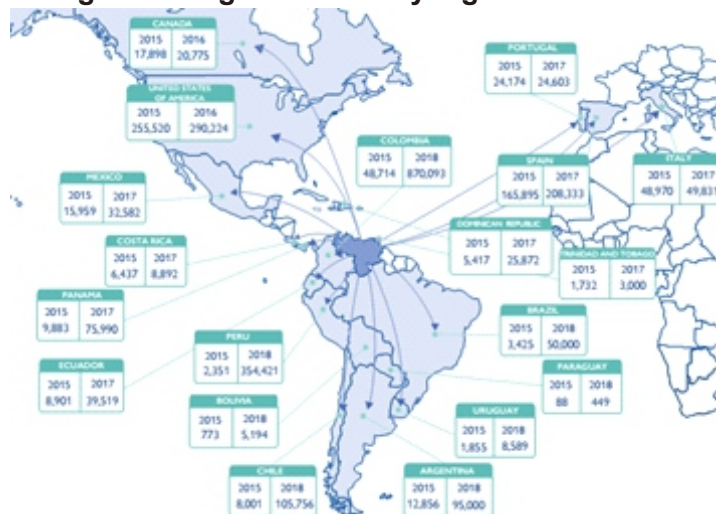 CANADA
2015 2016
17,898 20,775
UNITED STATES
OF AMERICA
2015 2016
255,520 290,224
PORTUGAL
2015 2017
24,174 24,603
COLOMBIA
2015 2018
48,714 870,093
SPAIN
2015 2017
165,895 208,333
ITALY
2015 2017
48,970 49,831
MEXICO
2015 2017
15,959 32,582
DOMINICAN REPUBLIC
2015 2017
5,417 25,872
COSTA RICA
2015 2017
6,437 8,892
TRINIDAD AND TOBAGO
2015 2017
1,732 3,000
PANAMA
2015 2017
9,883 75,990
BRAZIL
2015 2018
3,425 50,000
PERU
2015 2018
2,351 354,421
ECUADOR
2015 2017
8,901 39,519
PARAGUAY
2015 2018
88 449
BOLIVIA
2015 2018
773 5,194
URUGUAY
2015 2018
1,855 8,589
CHILE
2015 2018
8,001 105,756
ARGENTINA
2015 2018
12,856 95,000